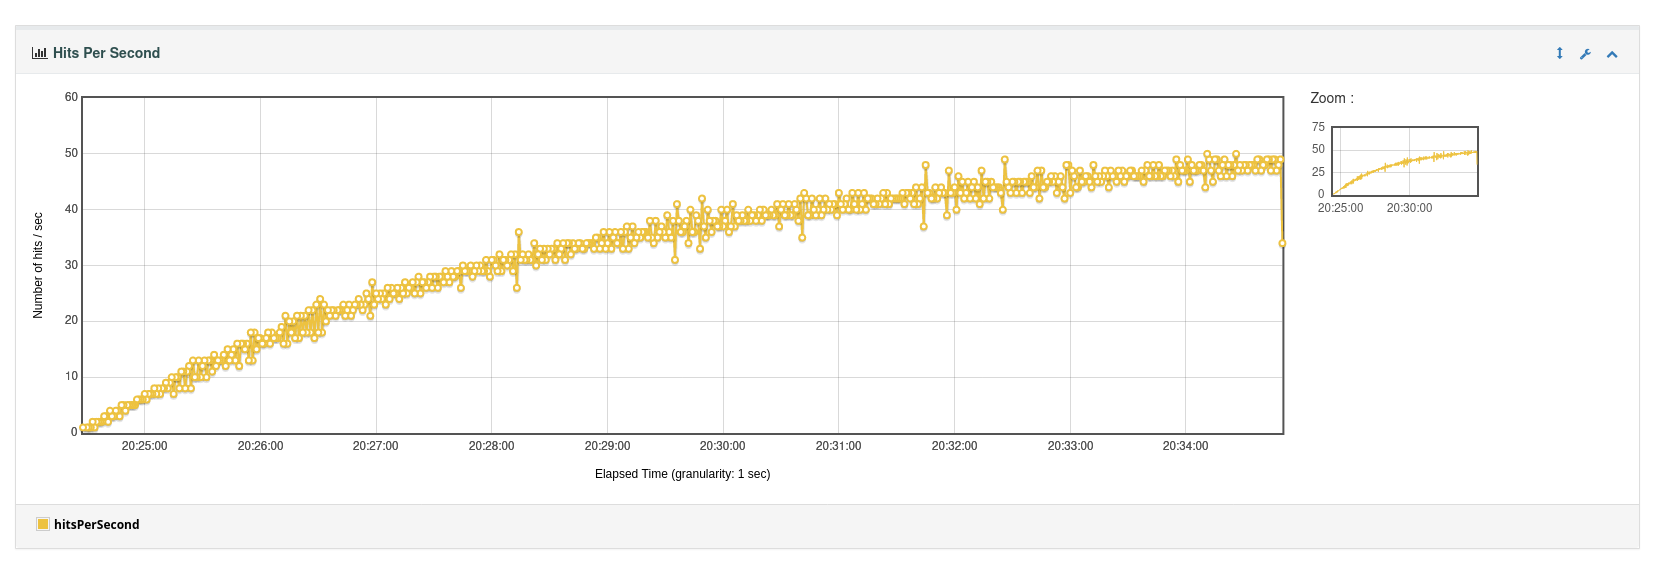 Hits Per Second
Zoom :
60
50
40
30
20
10
0
Number of hits / sec
20:25:00 20:26:00 20:27:00 20:28:00 20:29:00 20:30:00 20:31:00 20:32:00 20:33:00 20:34:00
Elapsed Time (granularity: 1 sec)
75
50
25
0
20:25:00 20:30:00
hitsPerSecond